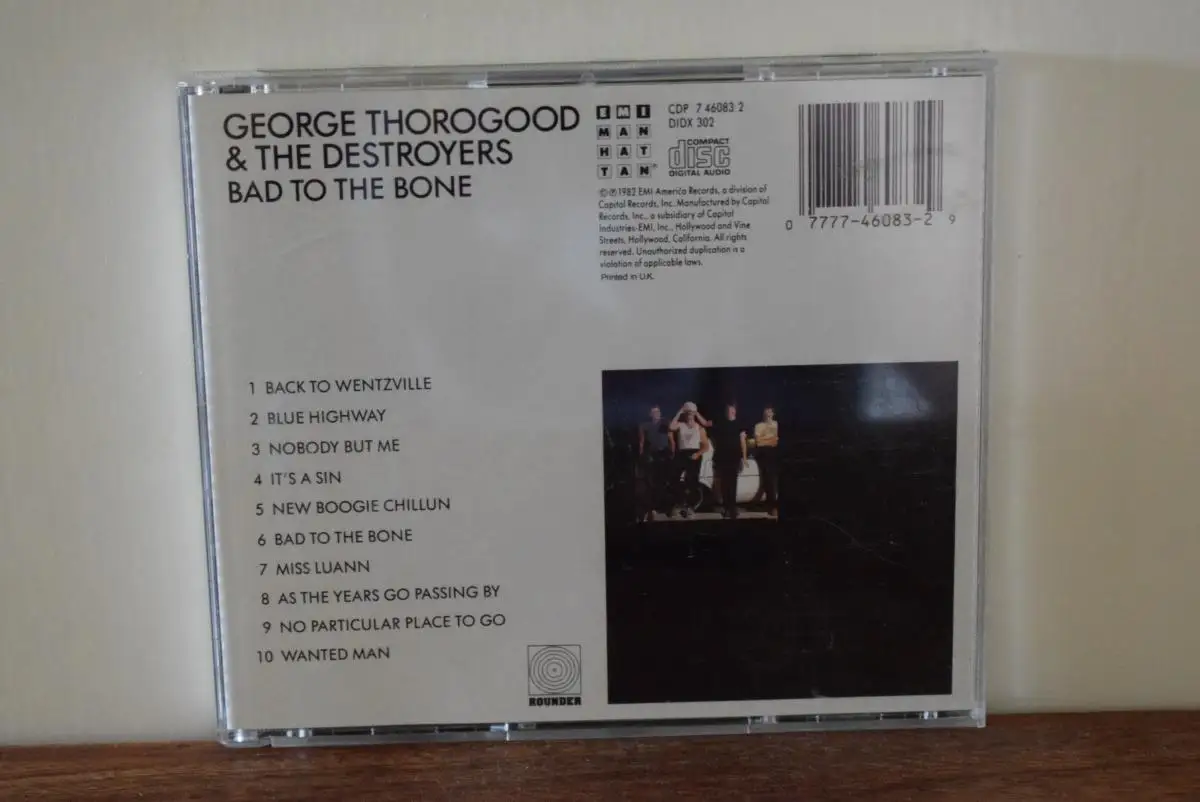 GEORGE THOROGOOD
& THE DESTROYERS
BAD TO THE BONE
EMI
MAN
HAT
TAN
CDP 7 46083 2
DIDX 302
COMPACT
disc
DIGITAL AUDIO
©℗1982 EMI America Records, a division of
Capitol Records, Inc. Manufactured by Capitol
Records, Inc., a subsidiary of Capitol
Industries-EMI, Inc., Hollywood and Vine
Streets, Hollywood, California. All rights
reserved. Unauthorized duplication is a
violation of applicable laws.
Printed in U.K.
0 7777-46083-2 9
1 BACK TO WENTZVILLE
2 BLUE HIGHWAY
3 NOBODY BUT ME
4 IT'S A SIN
5 NEW BOOGIE CHILLUN
6 BAD TO THE BONE
7 MISS LUANN
8 AS THE YEARS GO PASSING BY
9 NO PARTICULAR PLACE TO GO
10 WANTED MAN
ROUNDER